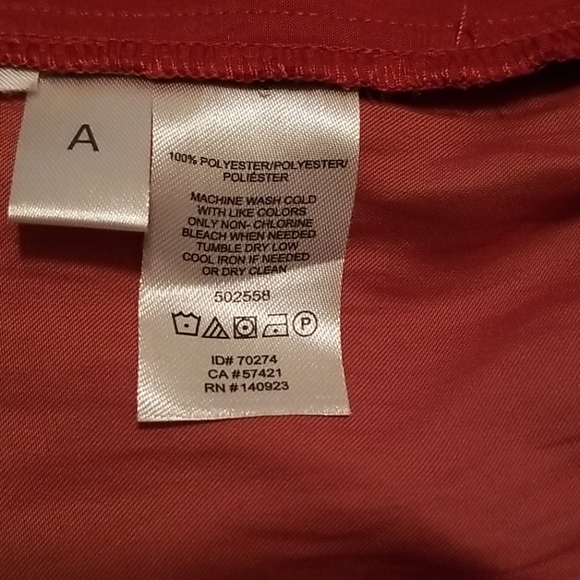 A
100% POLYESTER/POLYESTER/
POLIÉSTER
MACHINE WASH COLD
WITH LIKE COLORS
ONLY NON- CHLORINE
BLEACH WHEN NEEDED
TUMBLE DRY LOW
COOL IRON IF NEEDED
OR DRY CLEAN
502558
P
ID# 70274
CA #57421
RN #140923